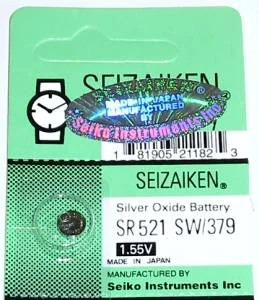 SEIZAIKEN
MADE IN JAPAN
MANUFACTURED
BY
Seiko Instruments Inc
1 81905 21182 3
SEIZAIKEN®
Silver Oxide Battery
SR521 SW/379
1.55V
MADE IN JAPAN
MANUFACTURED BY
Seiko Instruments Inc